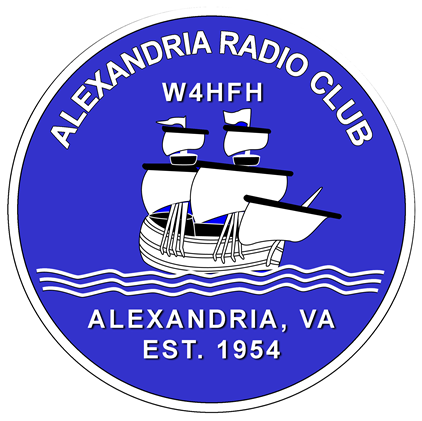 ALEXANDRIA RADIO CLUB
W4HFH
ALEXANDRIA, VA
EST. 1954